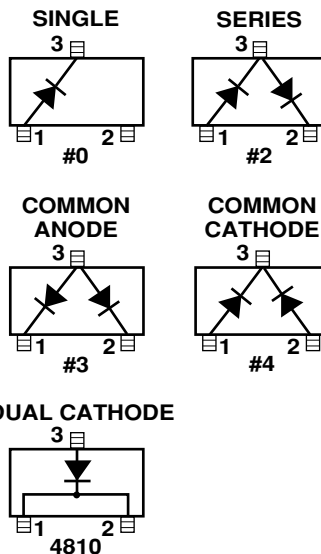 SINGLE
3
1 2
#0
SERIES
3
1 2
#2
COMMON
ANODE
3
1 2
#3
COMMON
CATHODE
3
1 2
#4
DUAL CATHODE
3
1 2
4810